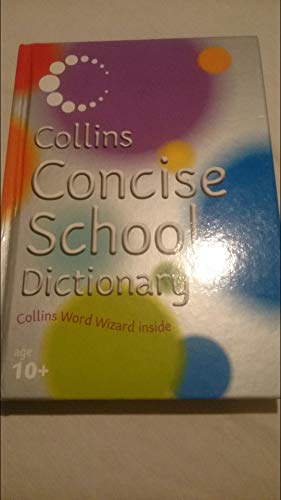 Collins
Concise
School
Dictionary
Collins Word Wizard inside
age
10+